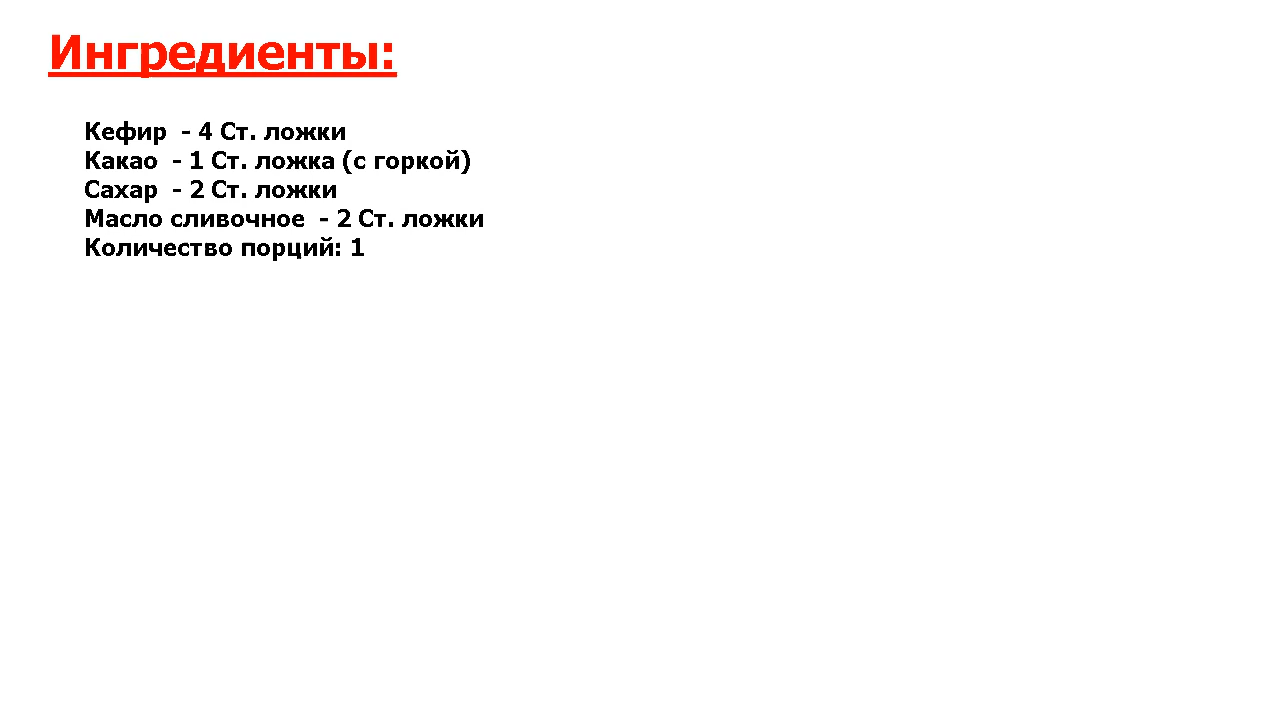 Ингредиенты:
Кефир  - 4 Ст. ложки
Какао  - 1 Ст. ложка (с горкой)
Сахар  - 2 Ст. ложки
Масло сливочное  - 2 Ст. ложки
Количество порций: 1